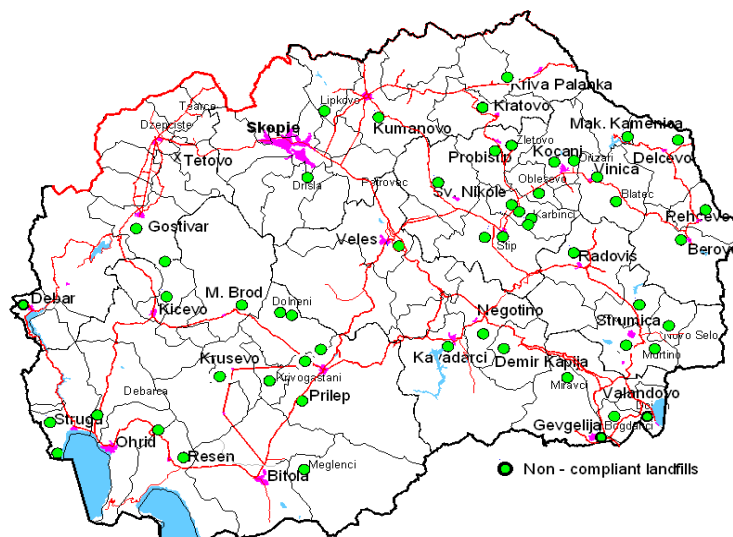 Kriva Palanka
Tearce
Lipkovo
Kratovo
Dzepciste
Skopje
Kumanovo
Mak. Kamenica
Zletovo
Tetovo
Probistip
Kocani
Delcevo
Drisla
Petrovec
Vinica
Sv. Nikole
Oblesevo
Blatec
Karbinci
Pehcevo
Gostivar
Veles
Stip
Berovo
Radovis
Debar
M. Brod
Dolneni
Negotino
Kicevo
Strumica
Novo Selo
Kavadarci
Murtino
Krusevo
Demir Kapija
Krivogastani
Miravci
Debarca
Prilep
Valandovo
Struga
Gevgelija
Bogdanci
Ohrid
Resen
Meglenci
Bitola
Non - compliant landfills